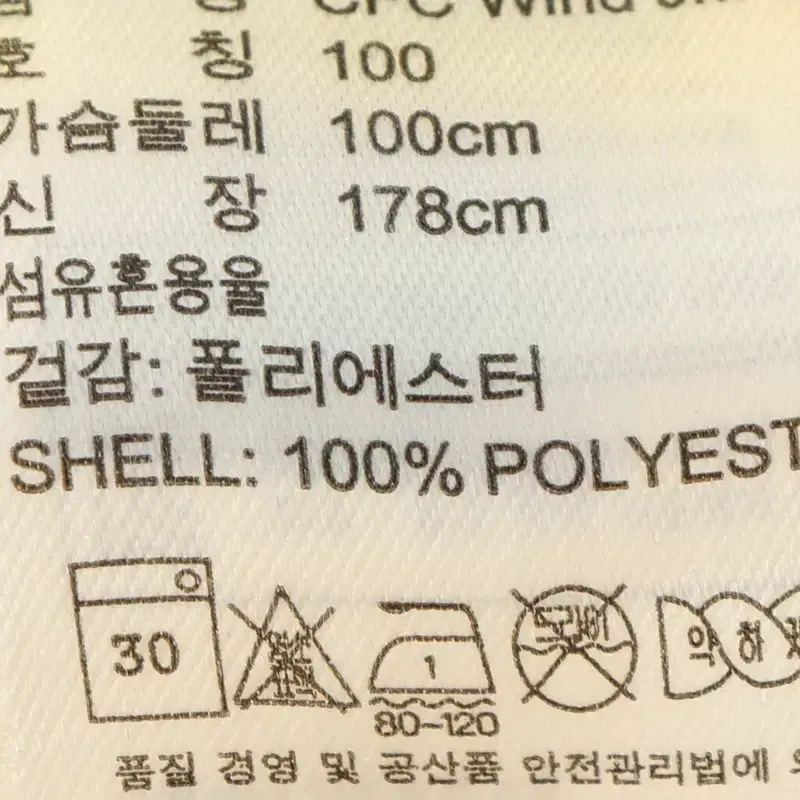 호 칭 100
가슴둘레 100cm
신 장 178cm
섬유혼용율
겉감: 폴리에스터
SHELL: 100% POLYEST
30
1
80-120
드라이
약 하
품질 경영 및 공산품 안전관리법에